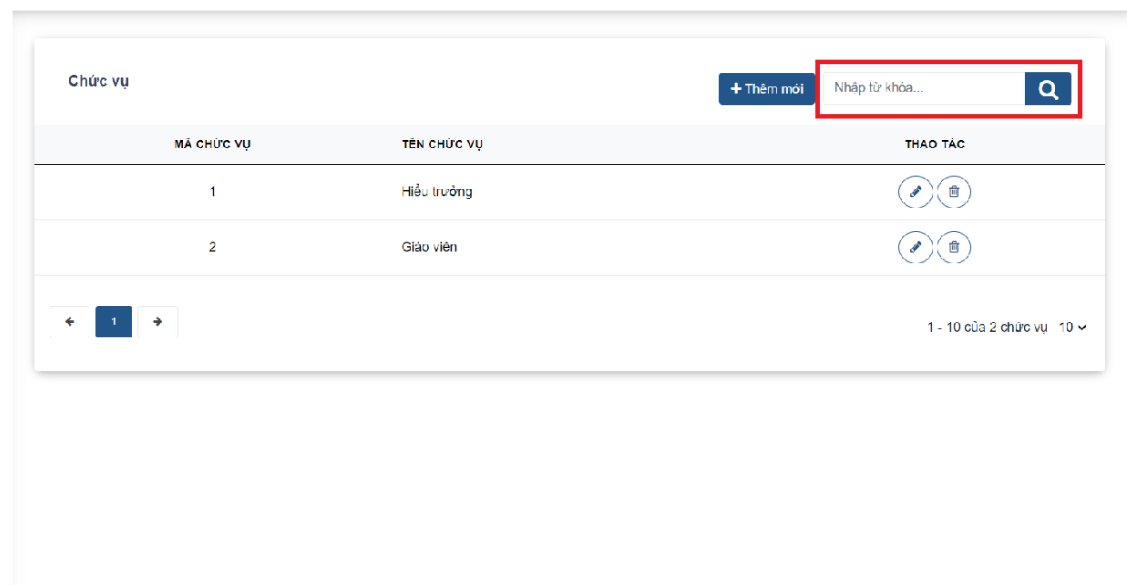 Chức vụ
+ Thêm mới
Nhập từ khóa...
MÃ CHỨC VỤ TÊN CHỨC VỤ THAO TÁC
1 Hiểu trưởng
2 Giáo viên
1
1 - 10 của 2 chức vụ 10